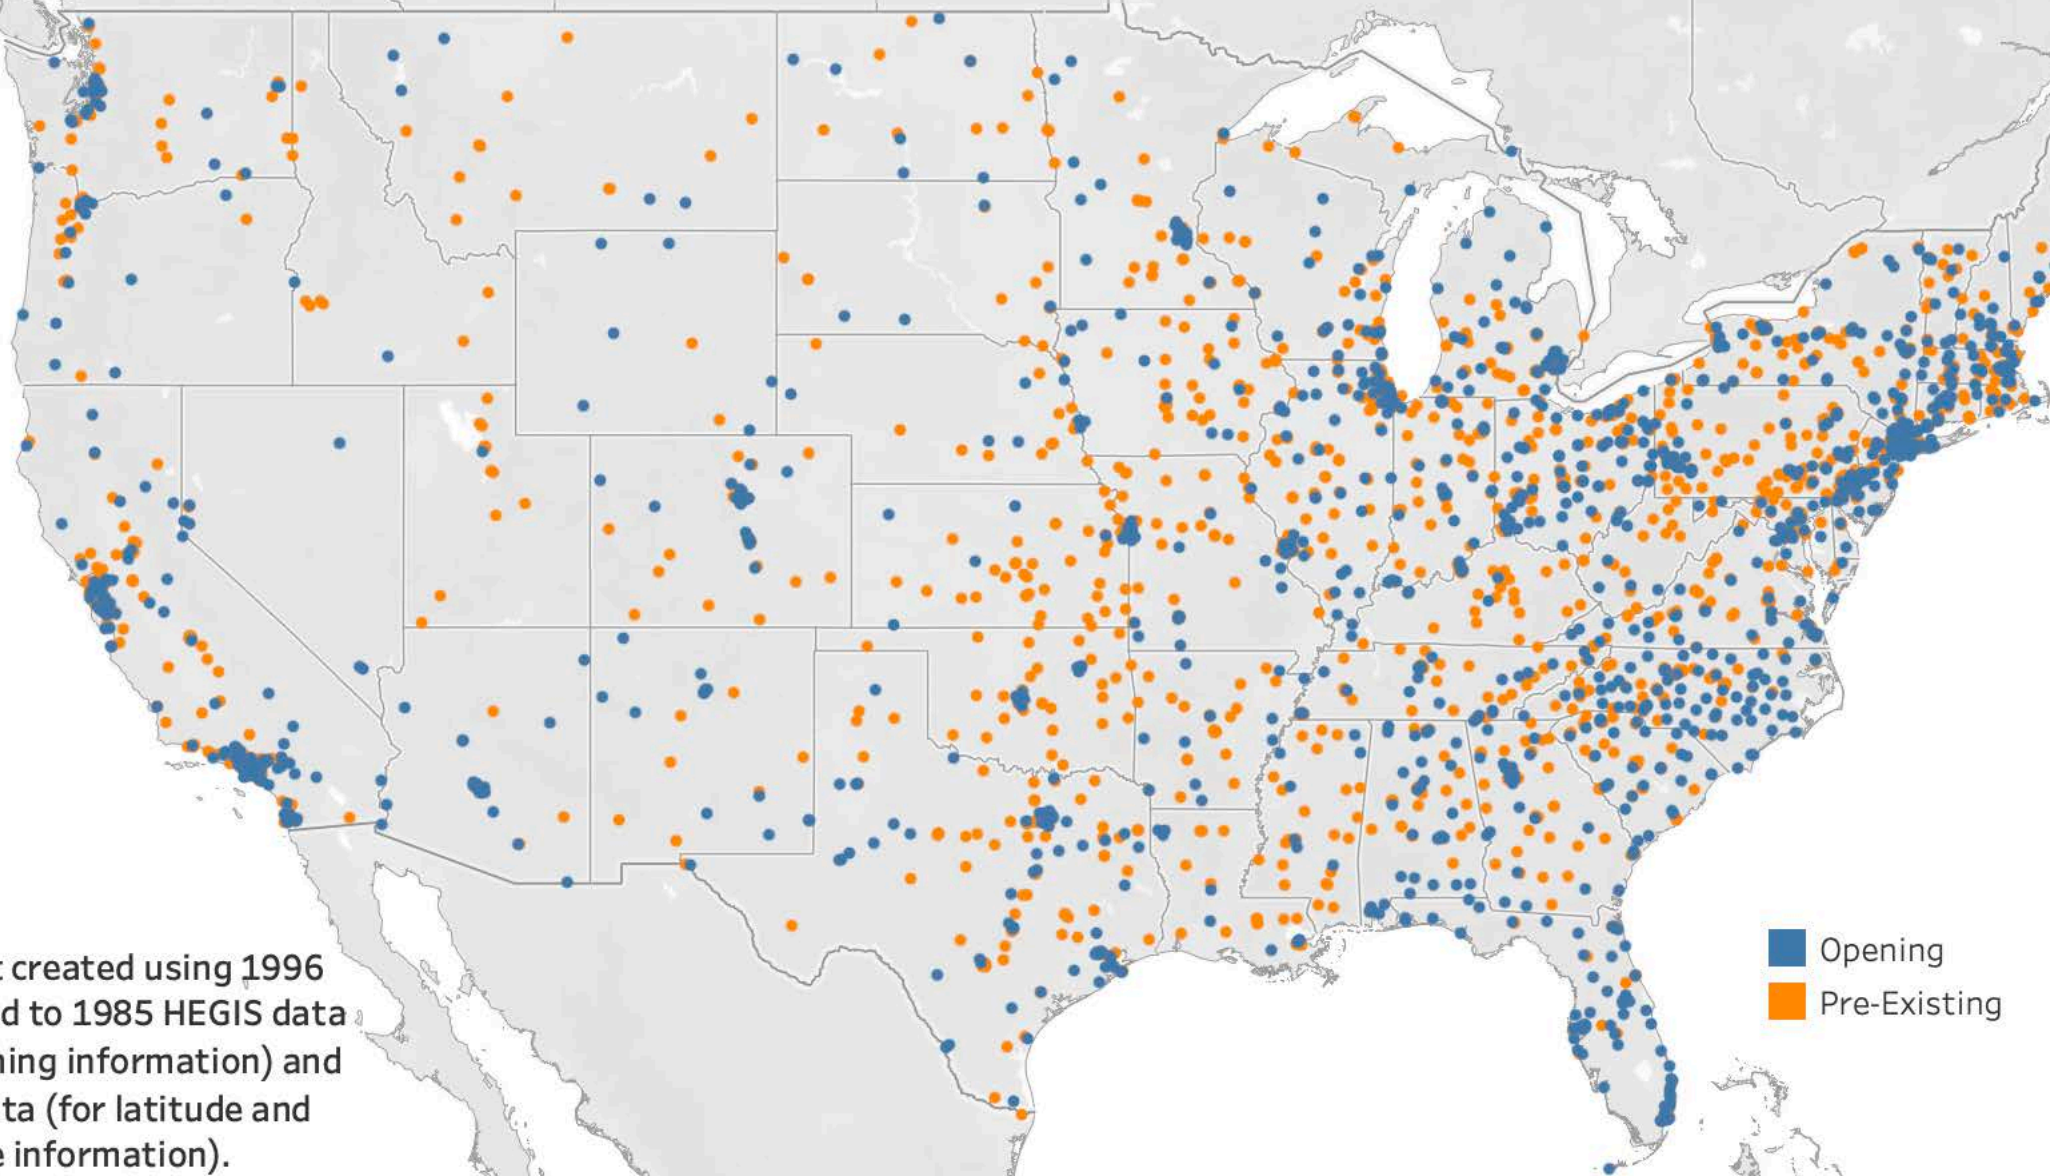 t created using 1996
d to 1985 HEGIS data
ning information) and
ta (for latitude and
e information).
Opening
Pre-Existing